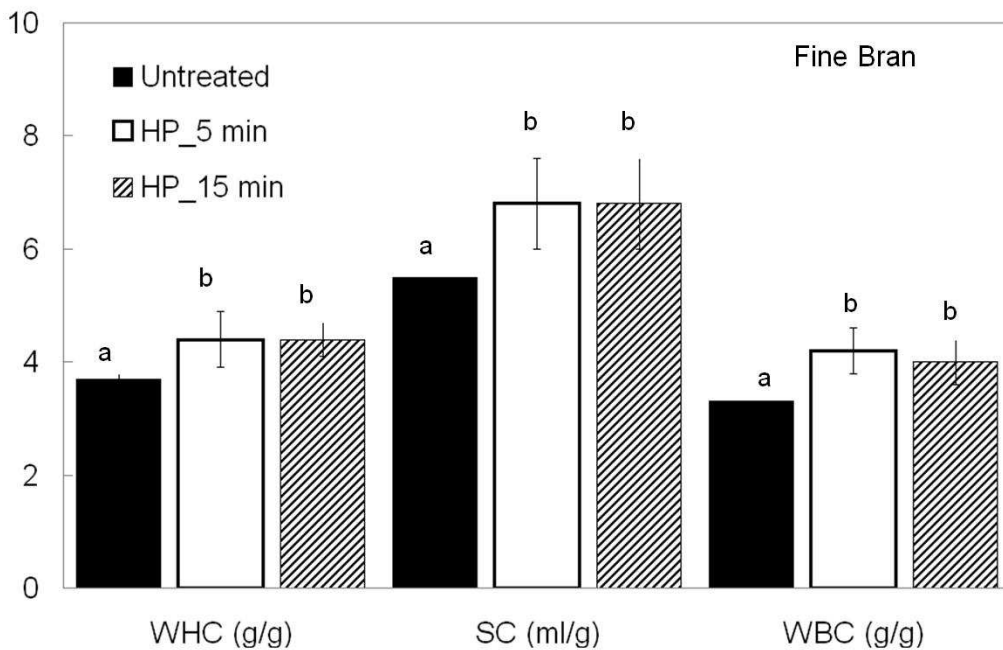 10
Fine Bran
Untreated
HP_5 min
HP_15 min
8
6
4
2
0
a
b
b
a
b
b
a
b
b
WHC (g/g)
SC (ml/g)
WBC (g/g)